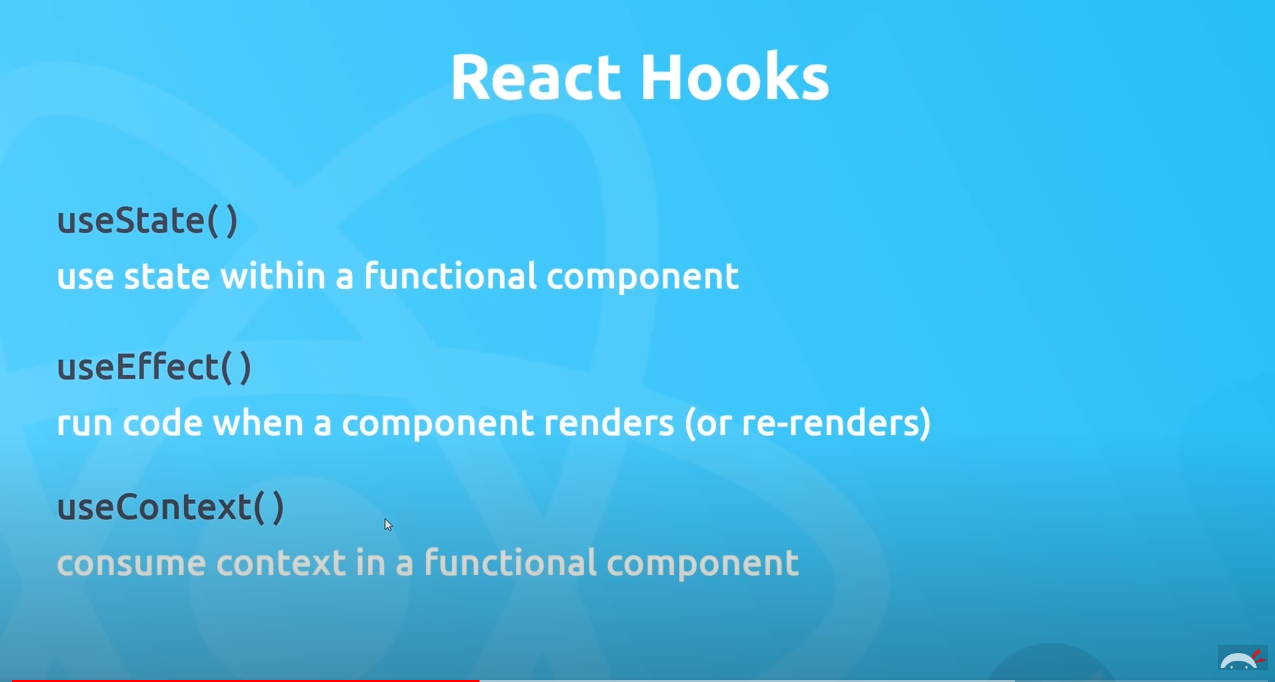 React Hooks
useState( )
use state within a functional component
useEffect( )
run code when a component renders (or re-renders)
useContext( )
consume context in a functional component